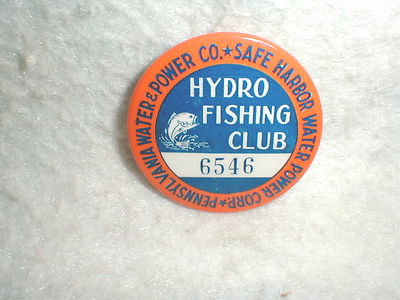 PENNSYLVANIA WATER & POWER CO.★SAFE HARBOR WATER POWER CORP.★
HYDRO
FISHING
CLUB
6546